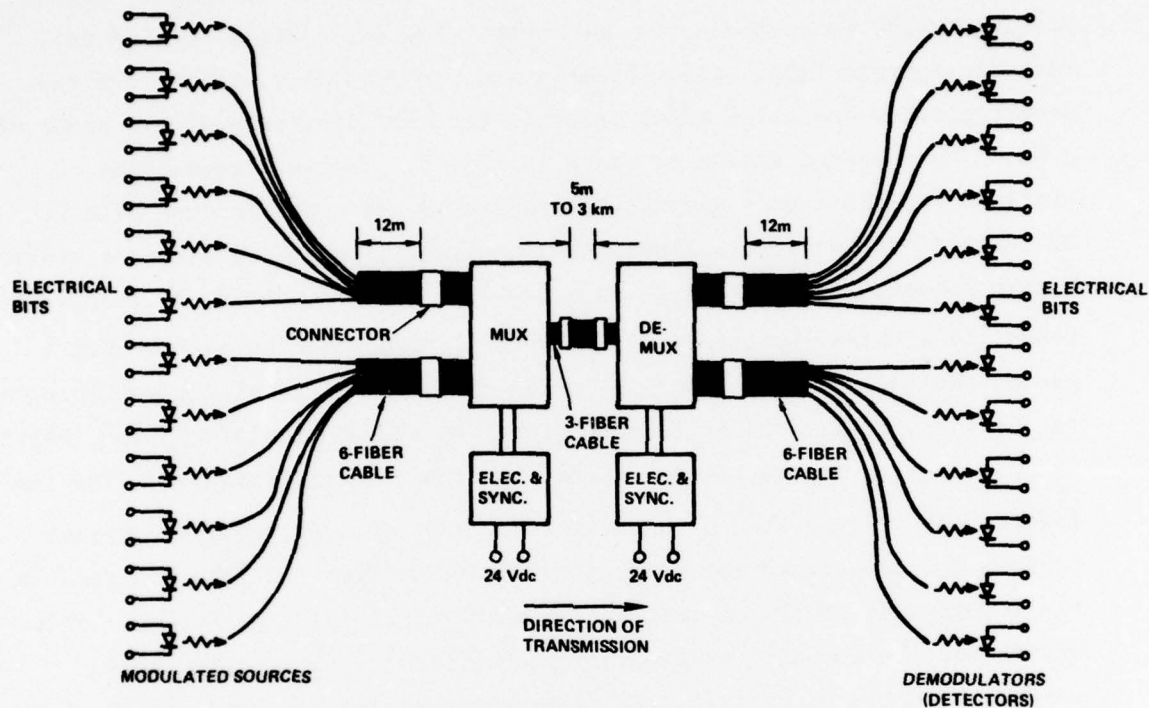 5m
TO 3 km
12m
12m
ELECTRICAL
BITS
ELECTRICAL
BITS
CONNECTOR
MUX
DE-
MUX
3-FIBER
CABLE
6-FIBER
CABLE
6-FIBER
CABLE
ELEC. &
SYNC.
ELEC. &
SYNC.
24 Vdc
24 Vdc
DIRECTION OF
TRANSMISSION
MODULATED SOURCES
DEMODULATORS
(DETECTORS)